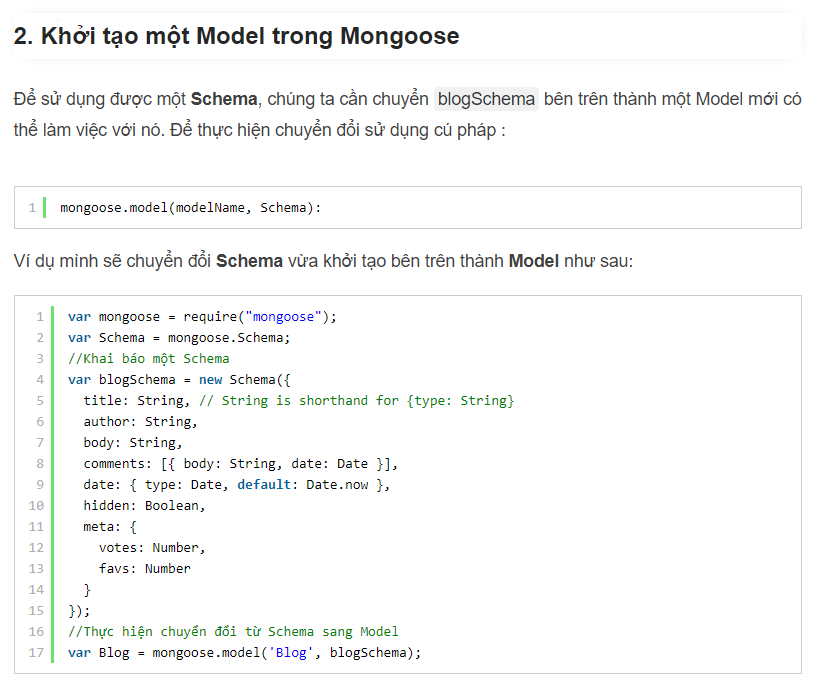 2. Khởi tạo một Model trong Mongoose
Để sử dụng được một Schema, chúng ta cần chuyển blogSchema bên trên thành một Model mới có
thể làm việc với nó. Để thực hiện chuyển đổi sử dụng cú pháp :
1 mongoose.model(modelName, Schema):
Ví dụ mình sẽ chuyển đổi Schema vừa khởi tạo bên trên thành Model như sau:
1 var mongoose = require("mongoose");
2 var Schema = mongoose.Schema;
3 //Khai báo một Schema
4 var blogSchema = new Schema({
5   title: String, // String is shorthand for {type: String}
6   author: String,
7   body: String,
8   comments: [{ body: String, date: Date }],
9   date: { type: Date, default: Date.now },
10   hidden: Boolean,
11   meta: {
12     votes: Number,
13     favs: Number
14   }
15 });
16 //Thực hiện chuyển đổi từ Schema sang Model
17 var Blog = mongoose.model('Blog', blogSchema);